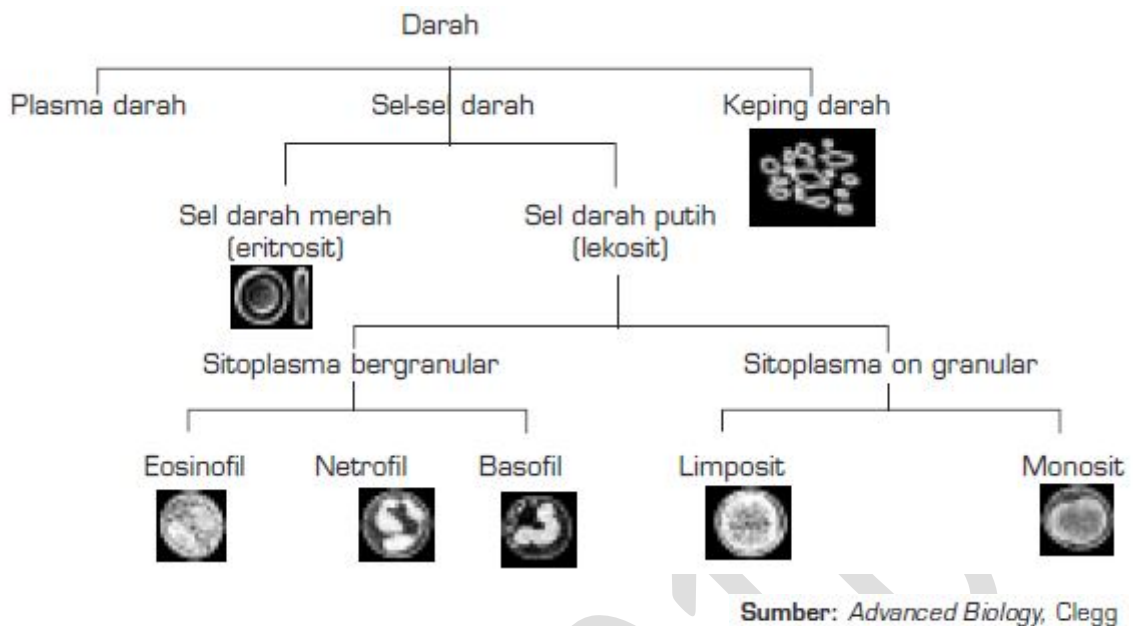 Darah
Plasma darah
Sel-sel darah
Keping darah
Sel darah merah
(eritrosit)
Sel darah putih
(lekosit)
Sitoplasma bergranular
Sitoplasma on granular
Eosinofil
Netrofil
Basofil
Limposit
Monosit
Sumber: Advanced Biology, Clegg